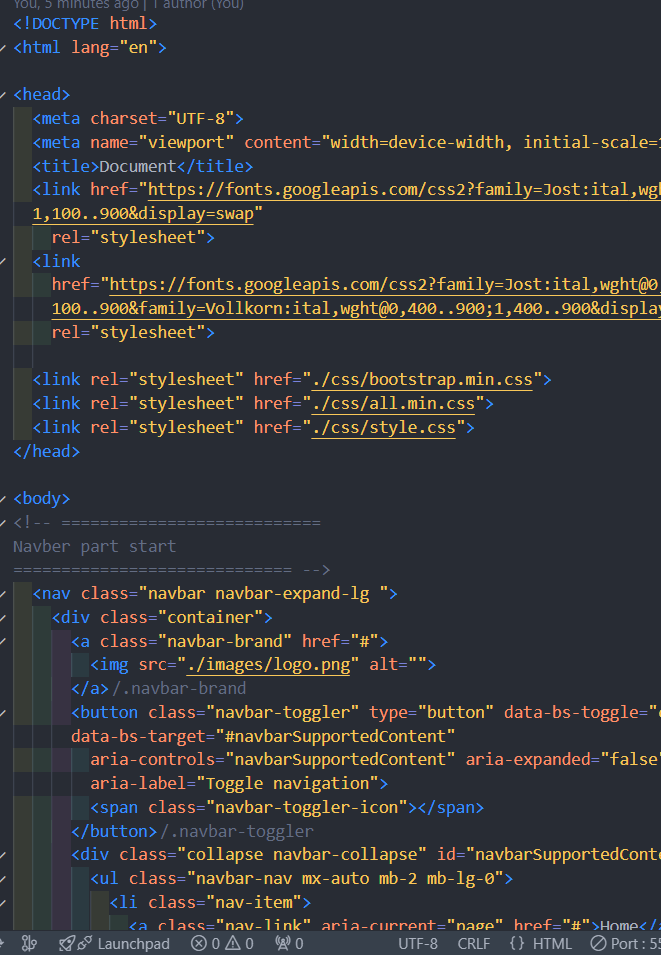 You, 5 minutes ago | 1 author (You)
<!DOCTYPE html>
<html lang="en">
<head>
<meta charset="UTF-8">
<meta name="viewport" content="width=device-width, initial-scale=1
<title>Document</title>
<link href="https://fonts.googleapis.com/css2?family=Jost:ital,wgh
1,100..900&display=swap"
rel="stylesheet">
<link
href="https://fonts.googleapis.com/css2?family=Jost:ital,wght@0,
100..900&family=Vollkorn:ital,wght@0,400..900;1,400..900&display
rel="stylesheet">
<link rel="stylesheet" href="./css/bootstrap.min.css">
<link rel="stylesheet" href="./css/all.min.css">
<link rel="stylesheet" href="./css/style.css">
</head>
<body>
<!-- ===========================
Navber part start
============================= -->
<nav class="navbar navbar-expand-lg ">
<div class="container">
<a class="navbar-brand" href="#">
<img src="./images/logo.png" alt="">
</a>/.navbar-brand
<button class="navbar-toggler" type="button" data-bs-toggle="c
data-bs-target="#navbarSupportedContent"
aria-controls="navbarSupportedContent" aria-expanded="false"
aria-label="Toggle navigation">
<span class="navbar-toggler-icon"></span>
</button>/.navbar-toggler
<div class="collapse navbar-collapse" id="navbarSupportedConte
<ul class="navbar-nav mx-auto mb-2 mb-lg-0">
<li class="nav-item">
<a class="nav-link" aria-current="page" href="#">Home</a
Launchpad 0 0 0 UTF-8 CRLF {} HTML Port : 55